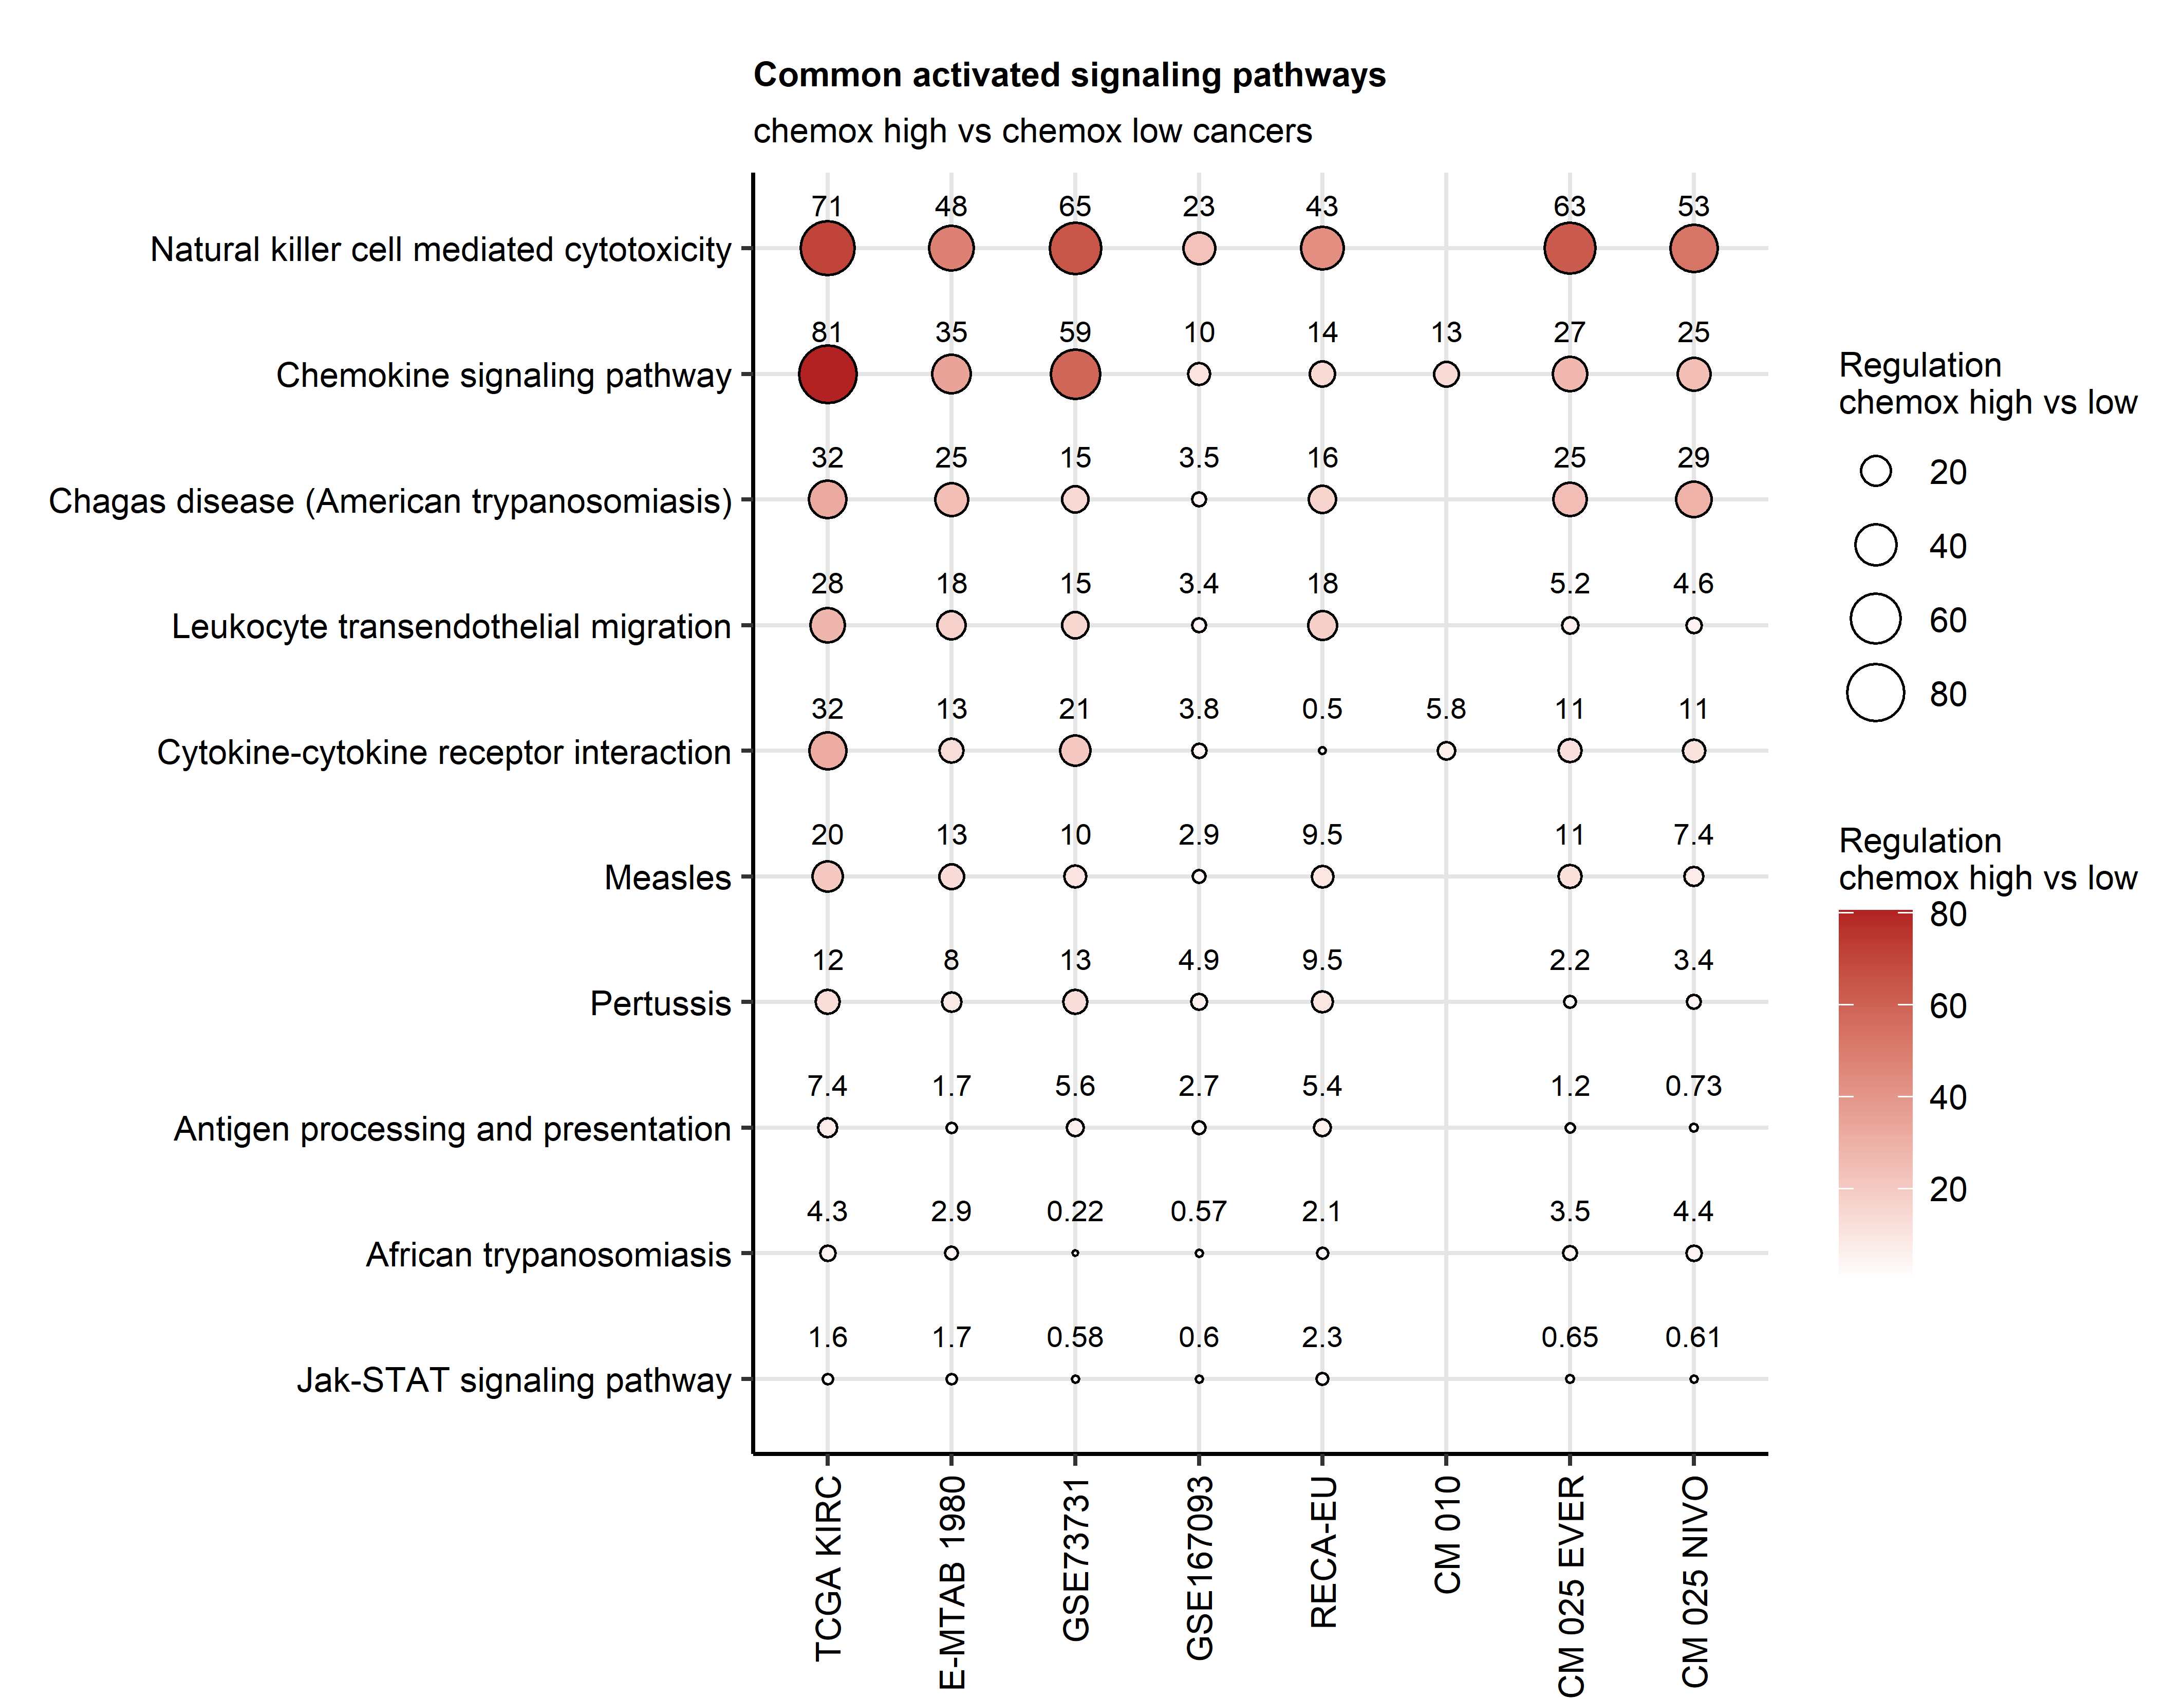 Common activated signaling pathways
chemox high vs chemox low cancers
71 48 65 23 43 63 53
Natural killer cell mediated cytotoxicity
81 35 59 10 14 13 27 25
Chemokine signaling pathway
32 25 15 3.5 16 25 29
Chagas disease (American trypanosomiasis)
28 18 15 3.4 18 5.2 4.6
Leukocyte transendothelial migration
32 13 21 3.8 0.5 5.8 11 11
Cytokine-cytokine receptor interaction
20 13 10 2.9 9.5 11 7.4
Measles
12 8 13 4.9 9.5 2.2 3.4
Pertussis
7.4 1.7 5.6 2.7 5.4 1.2 0.73
Antigen processing and presentation
4.3 2.9 0.22 0.57 2.1 3.5 4.4
African trypanosomiasis
1.6 1.7 0.58 0.6 2.3 0.65 0.61
Jak-STAT signaling pathway
TCGA KIRC
E-MTAB 1980
GSE73731
GSE167093
RECA-EU
CM 010
CM 025 EVER
CM 025 NIVO
Regulation
chemox high vs low
20
40
60
80
Regulation
chemox high vs low
80
60
40
20